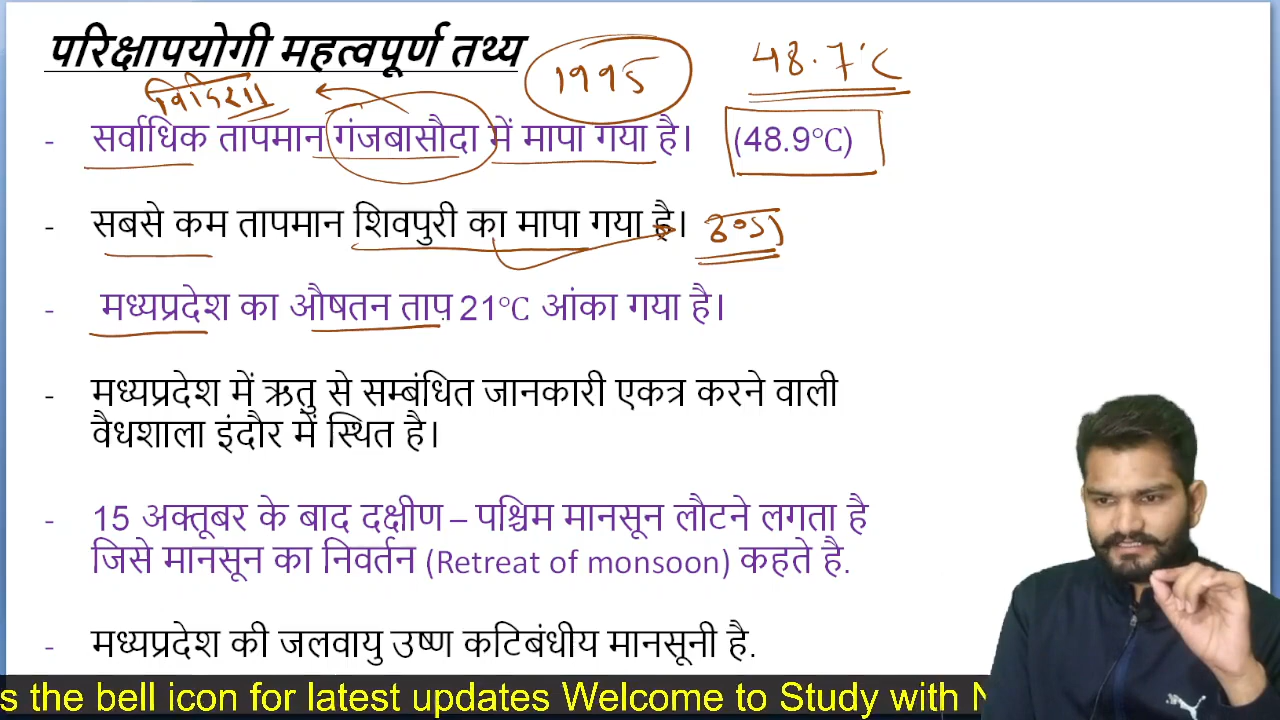 परिक्षापयोगी महत्वपूर्ण तथ्य
1995
48.7°C
विदिशा
- सर्वाधिक तापमान गंजबासौदा में मापा गया है। (48.9°C)
- सबसे कम तापमान शिवपुरी का मापा गया है।
- मध्यप्रदेश का औषतन ताप 21°C आंका गया है।
- मध्यप्रदेश में ऋतु से सम्बंधित जानकारी एकत्र करने वाली
वैधशाला इंदौर में स्थित है।
- 15 अक्तूबर के बाद दक्षीण – पश्चिम मानसून लौटने लगता है
जिसे मानसून का निवर्तन (Retreat of monsoon) कहते है.
- मध्यप्रदेश की जलवायु उष्ण कटिबंधीय मानसूनी है.
s the bell icon for latest updates Welcome to Study with N